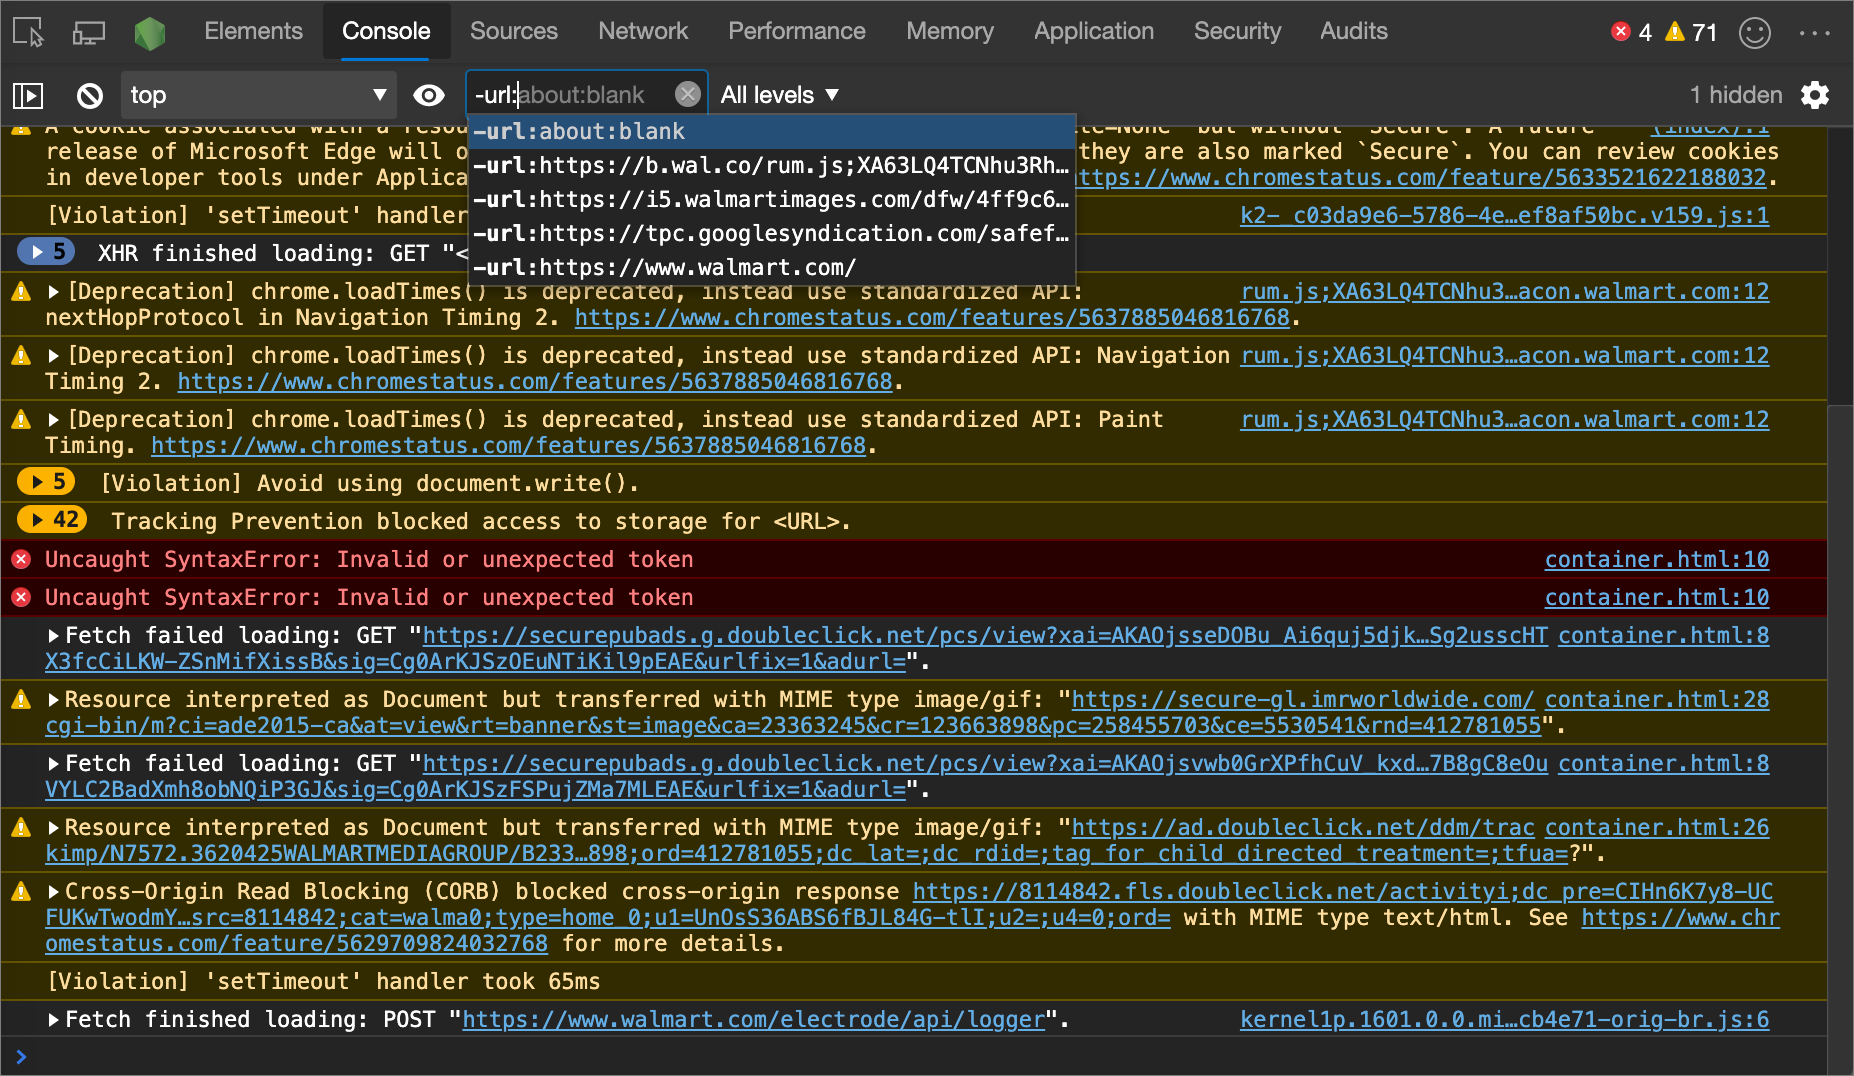 Elements Console Sources Network Performance Memory Application Security Audits 4 71
top -url:about:blank All levels 1 hidden
-url:about:blank
-url:https://b.wal.co/rum.js;XA63LQ4TCNhu3Rh…
-url:https://i5.walmartimages.com/dfw/4ff9c6…
-url:https://tpc.googlesyndication.com/safef…
-url:https://www.walmart.com/
A cookie associated with a resou te=None` but without `Secure`. A future (index):1
release of Microsoft Edge will o they are also marked `Secure`. You can review cookies
in developer tools under Applica ttps://www.chromestatus.com/feature/5633521622188032.
[Violation] 'setTimeout' handler k2-_c03da9e6-5786-4e…ef8af50bc.v159.js:1
5 XHR finished loading: GET "<
[Deprecation] chrome.loadTimes() is deprecated, instead use standardized API: rum.js;XA63LQ4TCNhu3…acon.walmart.com:12
nextHopProtocol in Navigation Timing 2. https://www.chromestatus.com/features/5637885046816768.
[Deprecation] chrome.loadTimes() is deprecated, instead use standardized API: Navigation rum.js;XA63LQ4TCNhu3…acon.walmart.com:12
Timing 2. https://www.chromestatus.com/features/5637885046816768.
[Deprecation] chrome.loadTimes() is deprecated, instead use standardized API: Paint rum.js;XA63LQ4TCNhu3…acon.walmart.com:12
Timing. https://www.chromestatus.com/features/5637885046816768.
5 [Violation] Avoid using document.write().
42 Tracking Prevention blocked access to storage for <URL>.
Uncaught SyntaxError: Invalid or unexpected token container.html:10
Uncaught SyntaxError: Invalid or unexpected token container.html:10
Fetch failed loading: GET "https://securepubads.g.doubleclick.net/pcs/view?xai=AKAOjsseDOBu_Ai6quj5djk…Sg2usscHT container.html:8
X3fcCiLKW-ZSnMifXissB&sig=Cg0ArKJSzOEuNTiKil9pEAE&urlfix=1&adurl=".
Resource interpreted as Document but transferred with MIME type image/gif: "https://secure-gl.imrworldwide.com/ container.html:28
cgi-bin/m?ci=ade2015-ca&at=view&rt=banner&st=image&ca=23363245&cr=123663898&pc=258455703&ce=5530541&rnd=412781055".
Fetch failed loading: GET "https://securepubads.g.doubleclick.net/pcs/view?xai=AKAOjsvwb0GrXPfhCuV_kxd…7B8gC8eOu container.html:8
VYLC2BadXmh8obNQiP3GJ&sig=Cg0ArKJSzFSPujZMa7MLEAE&urlfix=1&adurl=".
Resource interpreted as Document but transferred with MIME type image/gif: "https://ad.doubleclick.net/ddm/trac container.html:26
kimp/N7572.3620425WALMARTMEDIAGROUP/B233…898;ord=412781055;dc_lat=;dc_rdid=;tag_for_child_directed_treatment=;tfua=?".
Cross-Origin Read Blocking (CORB) blocked cross-origin response https://8114842.fls.doubleclick.net/activityi;dc_pre=CIHn6K7y8-UC
FUKwTwodmY…src=8114842;cat=walma0;type=home_0;u1=UnOsS36ABS6fBJL84G-tlI;u2=;u4=0;ord= with MIME type text/html. See https://www.chr
omestatus.com/feature/5629709824032768 for more details.
[Violation] 'setTimeout' handler took 65ms
Fetch finished loading: POST "https://www.walmart.com/electrode/api/logger". kernel1p.1601.0.0.mi…cb4e71-orig-br.js:6